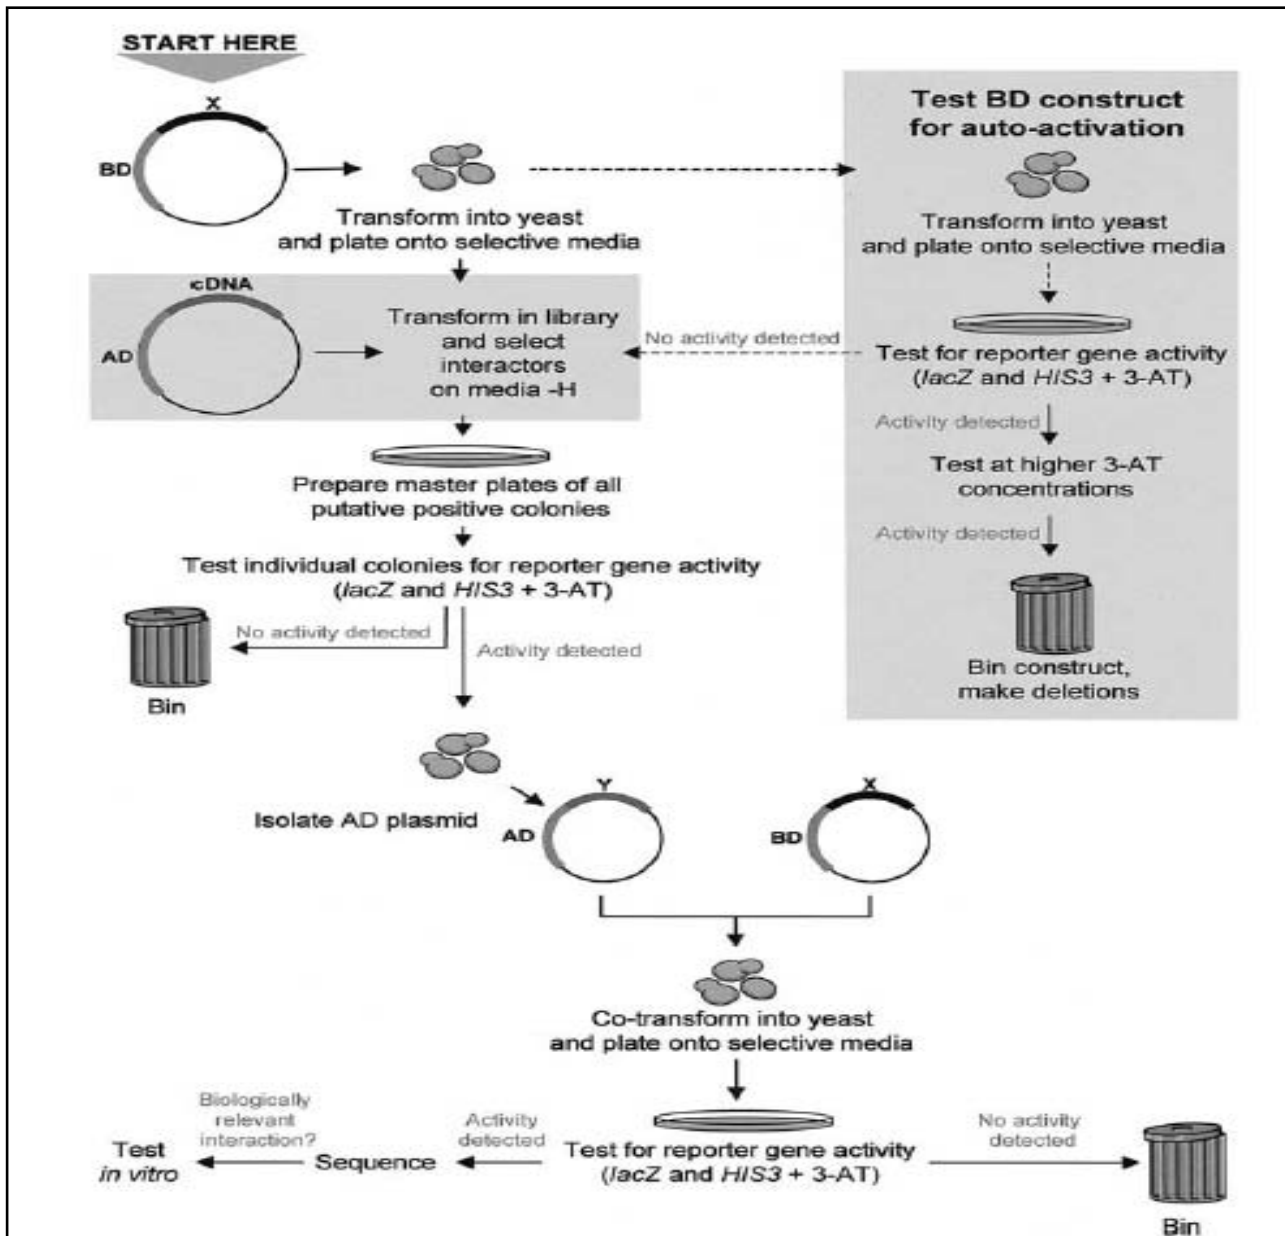 START HERE
X
BD
Transform into yeast
and plate onto selective media
Test BD construct
for auto-activation
Transform into yeast
and plate onto selective media
Test for reporter gene activity
(lacZ and HIS3 + 3-AT)
No activity detected
Activity detected
Test at higher 3-AT
concentrations
Activity detected
Bin construct,
make deletions
cDNA
AD
Transform in library
and select
interactors
on media -H
Prepare master plates of all
putative positive colonies
Test individual colonies for reporter gene activity
(lacZ and HIS3 + 3-AT)
No activity detected
Bin
Activity detected
Isolate AD plasmid
Y
AD
X
BD
Co-transform into yeast
and plate onto selective media
Test for reporter gene activity
(lacZ and HIS3 + 3-AT)
Activity
detected
Sequence
Biologically
relevant
interaction?
Test
in vitro
No activity
detected
Bin